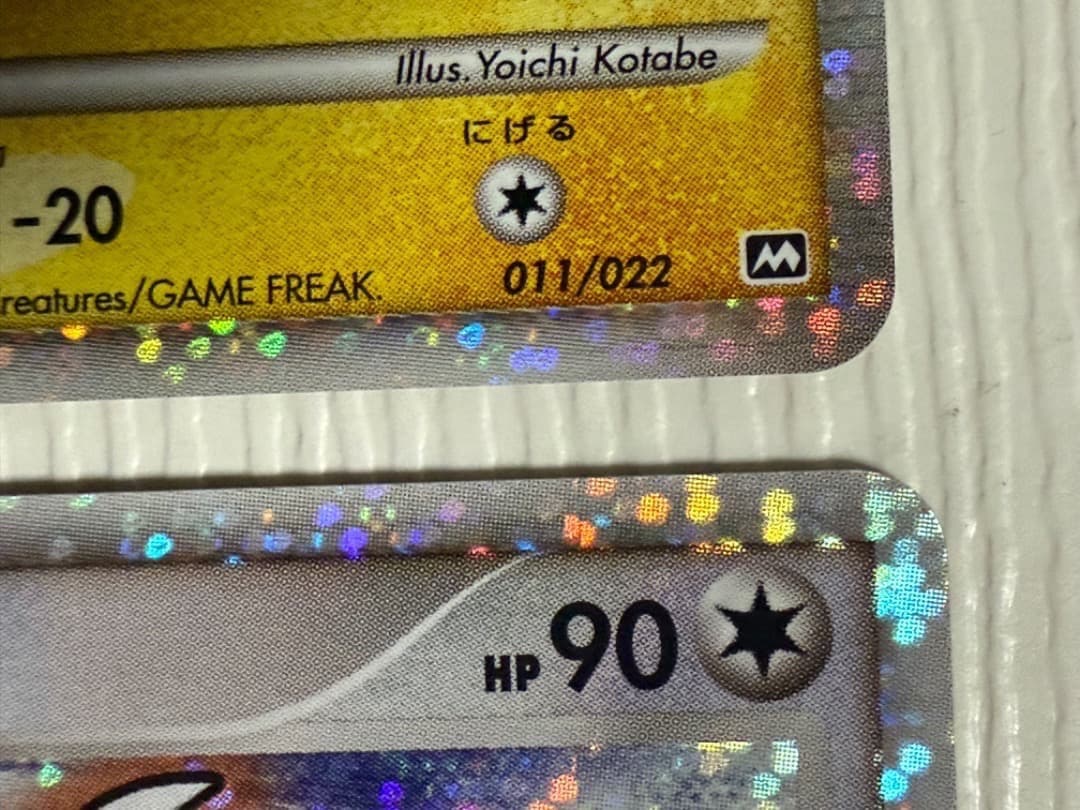 Illus. Yoichi Kotabe
にげる
-20
reatures/GAME FREAK.
011/022
HP 90